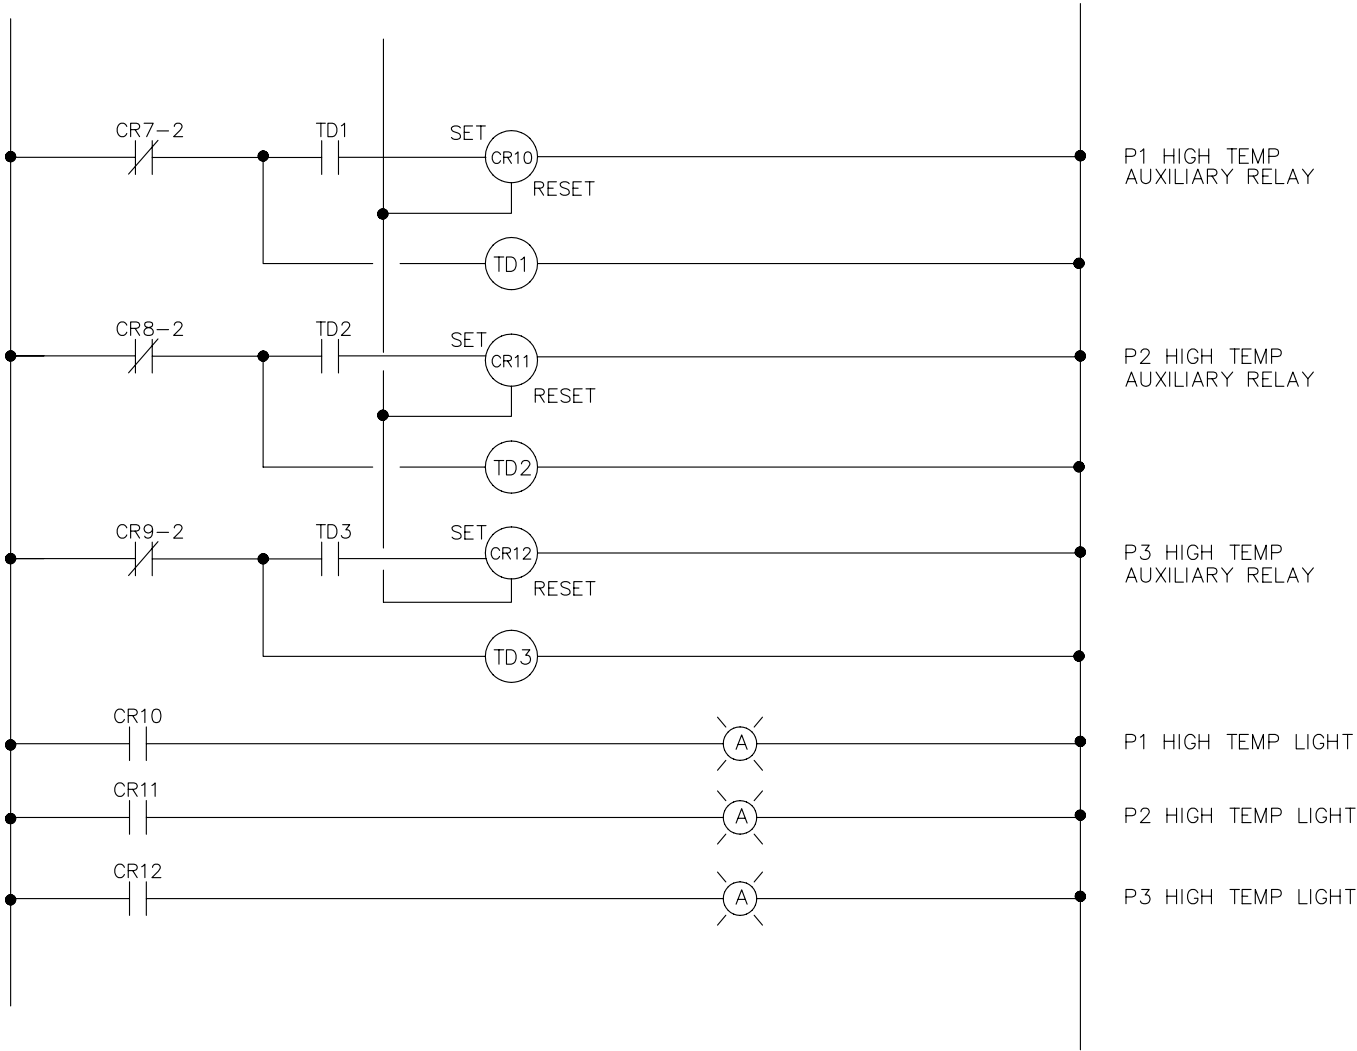 CR7-2
TD1
SET
CR10
RESET
P1 HIGH TEMP
AUXILIARY RELAY
TD1
CR8-2
TD2
SET
CR11
RESET
P2 HIGH TEMP
AUXILIARY RELAY
TD2
CR9-2
TD3
SET
CR12
RESET
P3 HIGH TEMP
AUXILIARY RELAY
TD3
CR10
A
P1 HIGH TEMP LIGHT
CR11
A
P2 HIGH TEMP LIGHT
CR12
A
P3 HIGH TEMP LIGHT